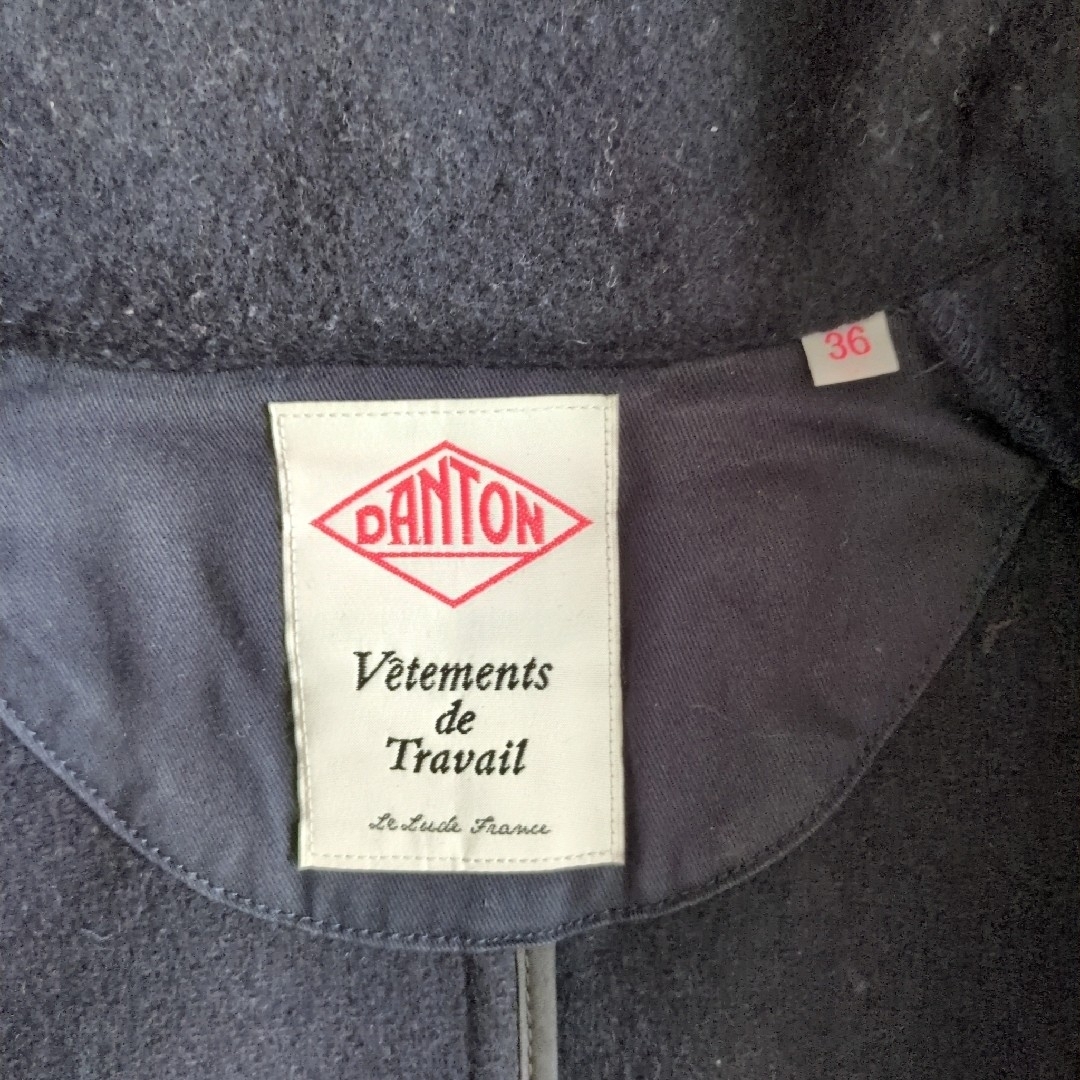 36
DANTON
Vêtements
de
Travail
Le Lude France